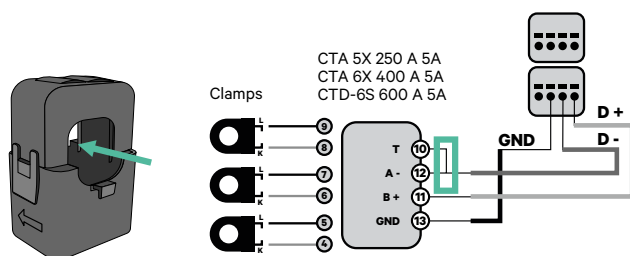 CTA 5X 250 A 5A
CTA 6X 400 A 5A
CTD-6S 600 A 5A
Clamps
D +
D -
GND
L
K
9
8
T
10
A -
12
L
K
7
6
B +
11
L
K
5
4
GND
13